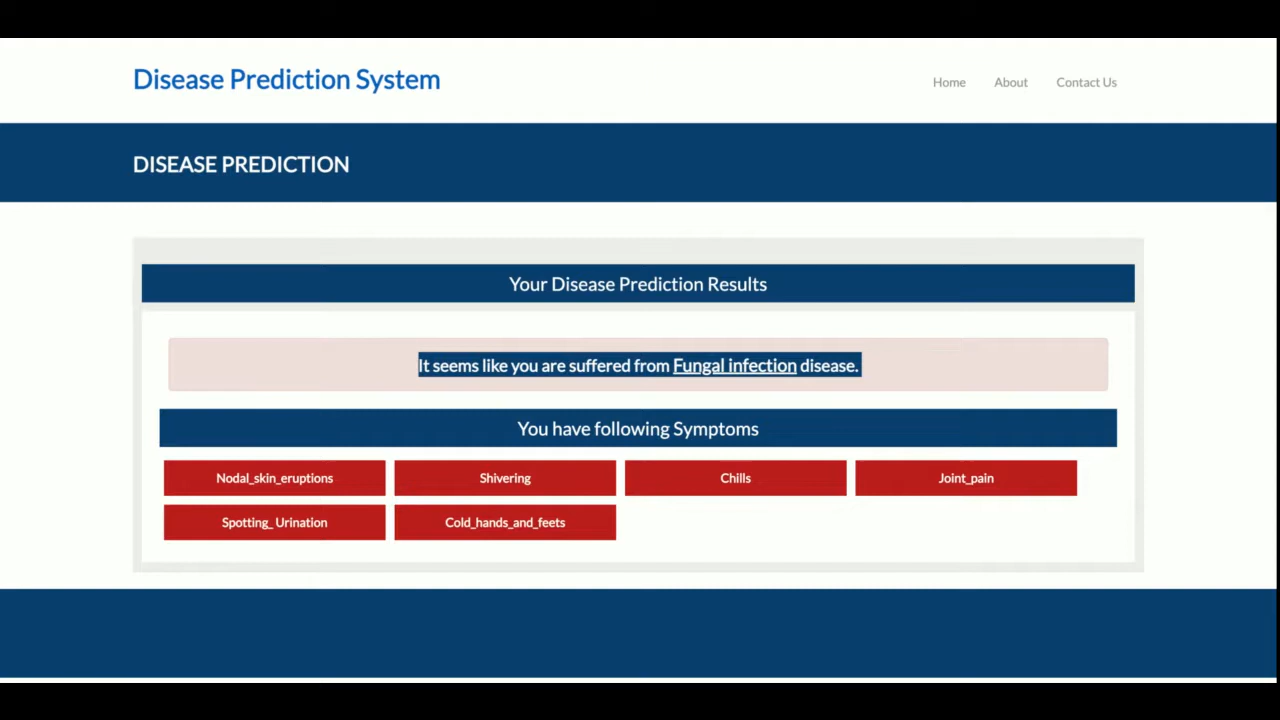 Disease Prediction System
Home About Contact Us
DISEASE PREDICTION
Your Disease Prediction Results
It seems like you are suffered from Fungal infection disease.
You have following Symptoms
Nodal_skin_eruptions Shivering Chills Joint_pain
Spotting_ Urination Cold_hands_and_feets